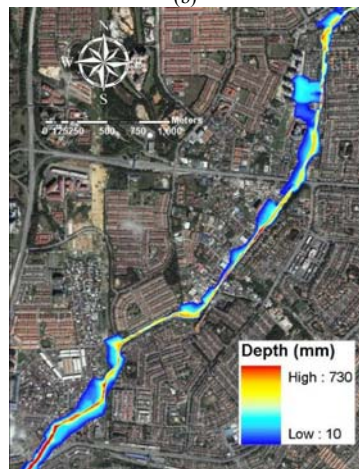 (b)
N
W
E
S
Meters
0 125250 500 750 1,000
Depth (mm)
High : 730
Low : 10